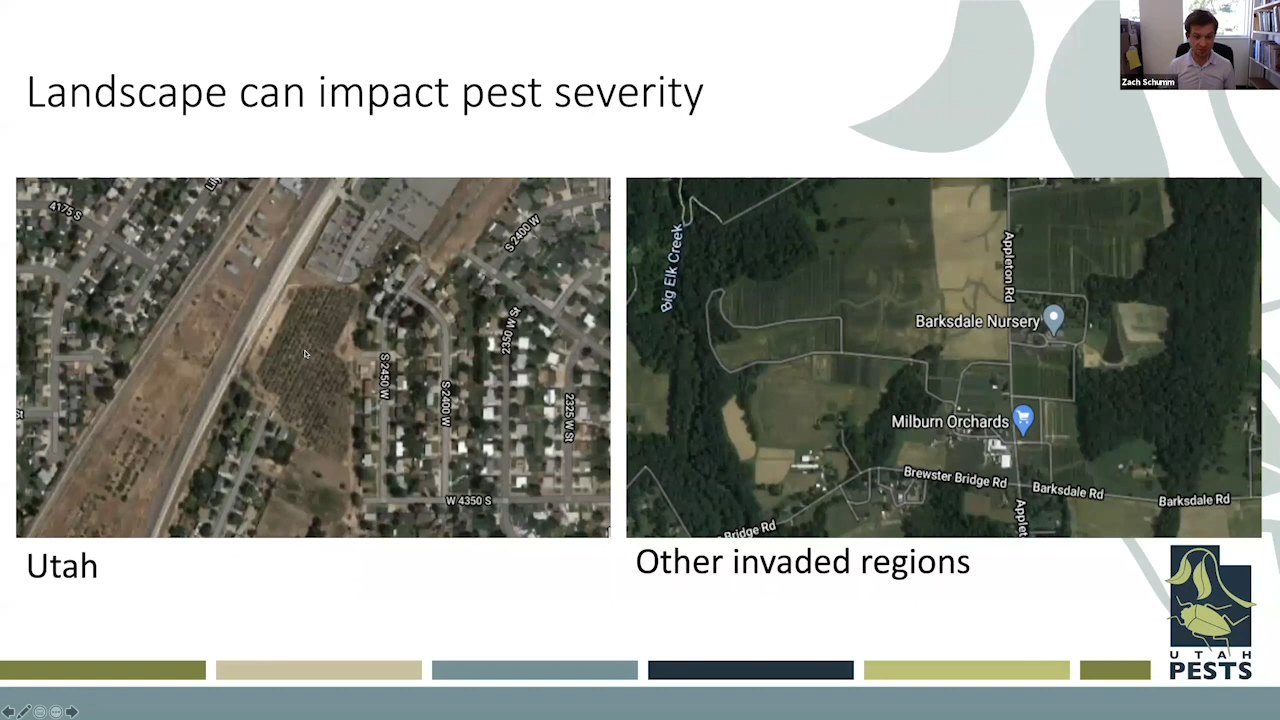 Zach Schumm
Landscape can impact pest severity
4175 S
S 2400 W
2350 W St
S 2450 W
S 2400 W
2325 W St
St
W 4350 S
Big Elk Creek
Appleton Rd
Barksdale Nursery
Milburn Orchards
Brewster Bridge Rd
Barksdale Rd
Barksdale Rd
Bridge Rd
Applet
Utah
Other invaded regions
UTAH
PESTS